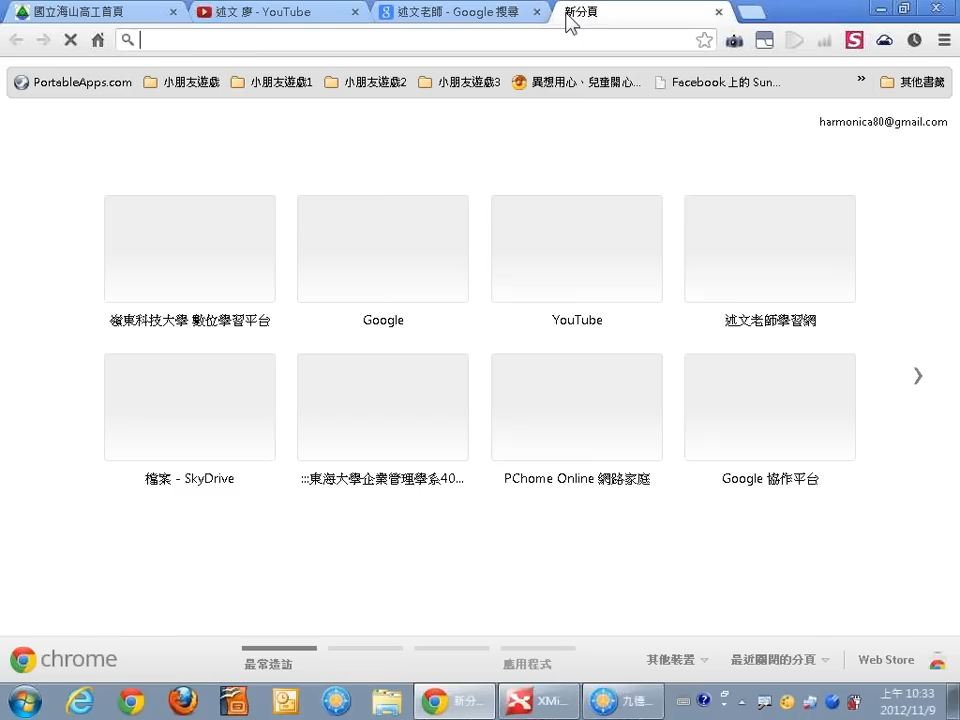 國立海山高工首頁
述文 廖 - YouTube
述文老師 - Google 搜尋
新分頁
PortableApps.com
小朋友遊戲
小朋友遊戲1
小朋友遊戲2
小朋友遊戲3
異想用心、兒童開心...
Facebook 上的 Sun...
»
其他書籤
harmonica80@gmail.com
嶺東科技大學 數位學習平台
Google
YouTube
述文老師學習網
檔案 - SkyDrive
:::東海大學企業管理學系40...
PChome Online 網路家庭
Google 協作平台
chrome
最常造訪
應用程式
其他裝置
最近關閉的分頁
Web Store
新分...
XMi...
九德...
上午 10:33
2012/11/9